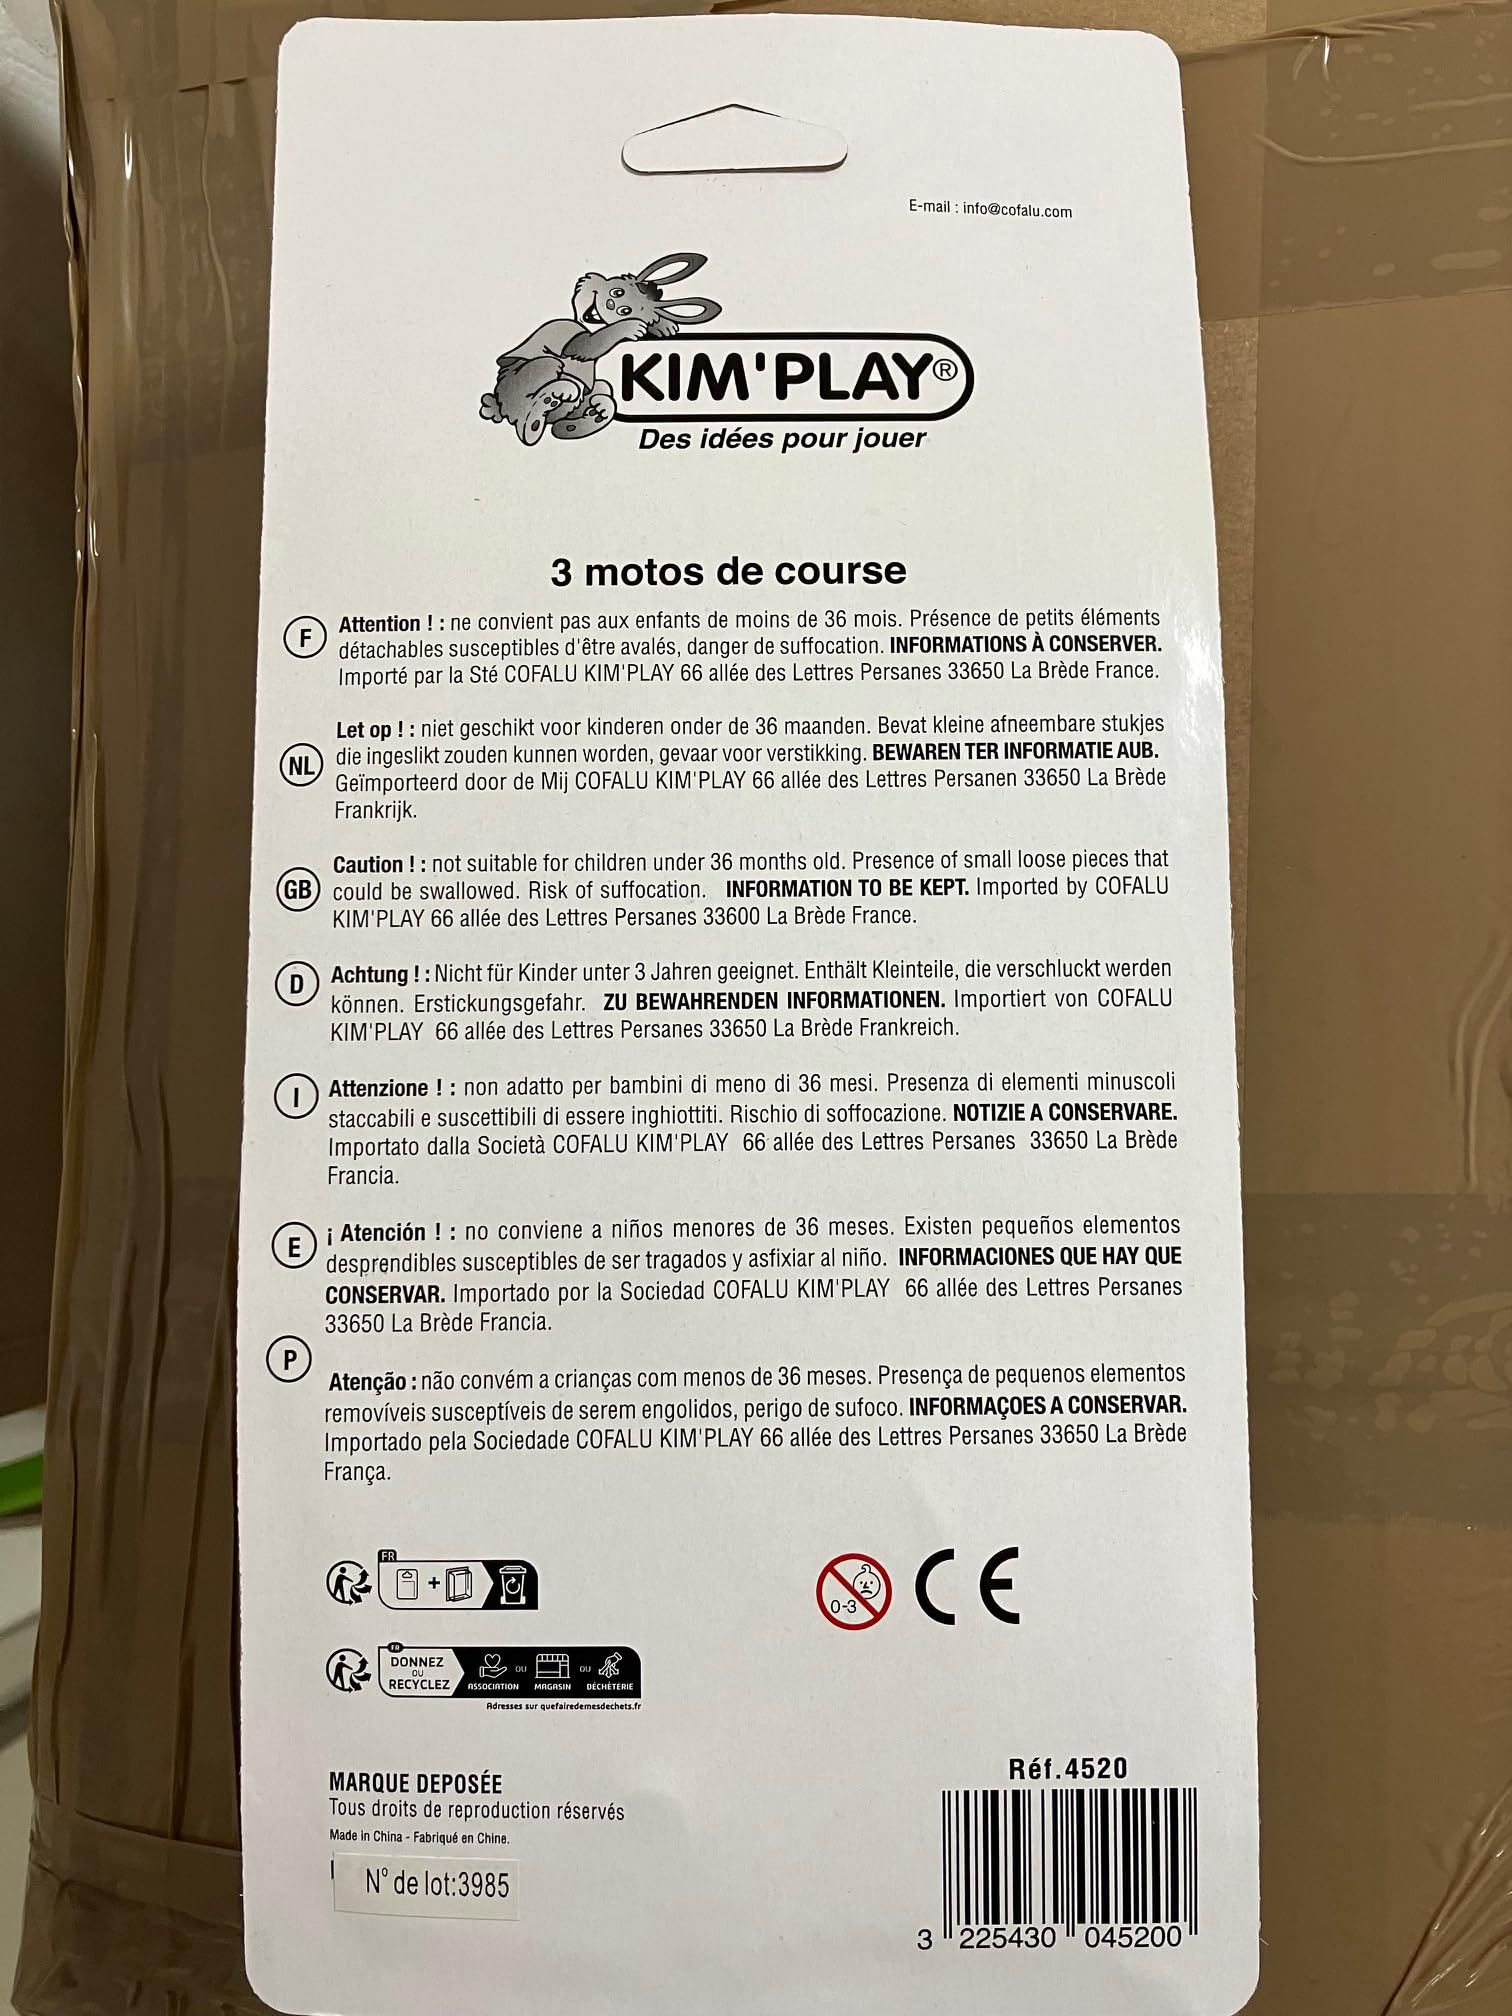 E-mail : info@cofalu.com
KIM'PLAY®
Des idées pour jouer
3 motos de course
F
Attention ! : ne convient pas aux enfants de moins de 36 mois. Présence de petits éléments
détachables susceptibles d'être avalés, danger de suffocation. INFORMATIONS À CONSERVER.
Importé par la Sté COFALU KIM'PLAY 66 allée des Lettres Persanes 33650 La Brède France.
NL
Let op ! : niet geschikt voor kinderen onder de 36 maanden. Bevat kleine afneembare stukjes
die ingeslikt zouden kunnen worden, gevaar voor verstikking. BEWAREN TER INFORMATIE AUB.
Geïmporteerd door de Mij COFALU KIM'PLAY 66 allée des Lettres Persanen 33650 La Brède
Frankrijk.
GB
Caution ! : not suitable for children under 36 months old. Presence of small loose pieces that
could be swallowed. Risk of suffocation. INFORMATION TO BE KEPT. Imported by COFALU
KIM'PLAY 66 allée des Lettres Persanes 33600 La Brède France.
D
Achtung ! : Nicht für Kinder unter 3 Jahren geeignet. Enthält Kleinteile, die verschluckt werden
können. Erstickungsgefahr. ZU BEWAHRENDEN INFORMATIONEN. Importiert von COFALU
KIM'PLAY 66 allée des Lettres Persanes 33650 La Brède Frankreich.
I
Attenzione ! : non adatto per bambini di meno di 36 mesi. Presenza di elementi minuscoli
staccabili e suscettibili di essere inghiottiti. Rischio di soffocazione. NOTIZIE A CONSERVARE.
Importato dalla Società COFALU KIM'PLAY 66 allée des Lettres Persanes 33650 La Brède
Francia.
E
¡ Atención ! : no conviene a niños menores de 36 meses. Existen pequeños elementos
desprendibles susceptibles de ser tragados y asfixiar al niño. INFORMACIONES QUE HAY QUE
CONSERVAR. Importado por la Sociedad COFALU KIM'PLAY 66 allée des Lettres Persanes
33650 La Brède Francia.
P
Atenção : não convém a crianças com menos de 36 meses. Presença de pequenos elementos
removíveis susceptíveis de serem engolidos, perigo de sufoco. INFORMAÇOES A CONSERVAR.
Importado pela Sociedade COFALU KIM'PLAY 66 allée des Lettres Persanes 33650 La Brède
França.
FR
+
0-3
CE
FR
DONNEZ
OU
RECYCLEZ
ASSOCIATION OU MAGASIN OU DÉCHÈTERIE
Adresses sur quefairedemesdechets.fr
MARQUE DEPOSÉE
Tous droits de reproduction réservés
Made in China - Fabriqué en Chine.
N° de lot:3985
Réf.4520
3 225430 045200